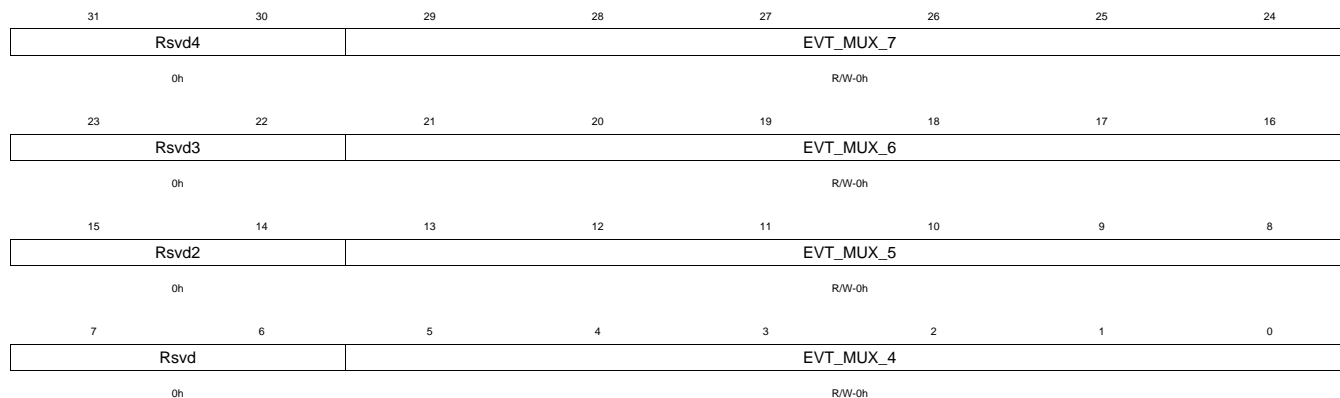 31 30 29 28 27 26 25 24
Rsvd4 EVT_MUX_7
0h R/W-0h
23 22 21 20 19 18 17 16
Rsvd3 EVT_MUX_6
0h R/W-0h
15 14 13 12 11 10 9 8
Rsvd2 EVT_MUX_5
0h R/W-0h
7 6 5 4 3 2 1 0
Rsvd EVT_MUX_4
0h R/W-0h